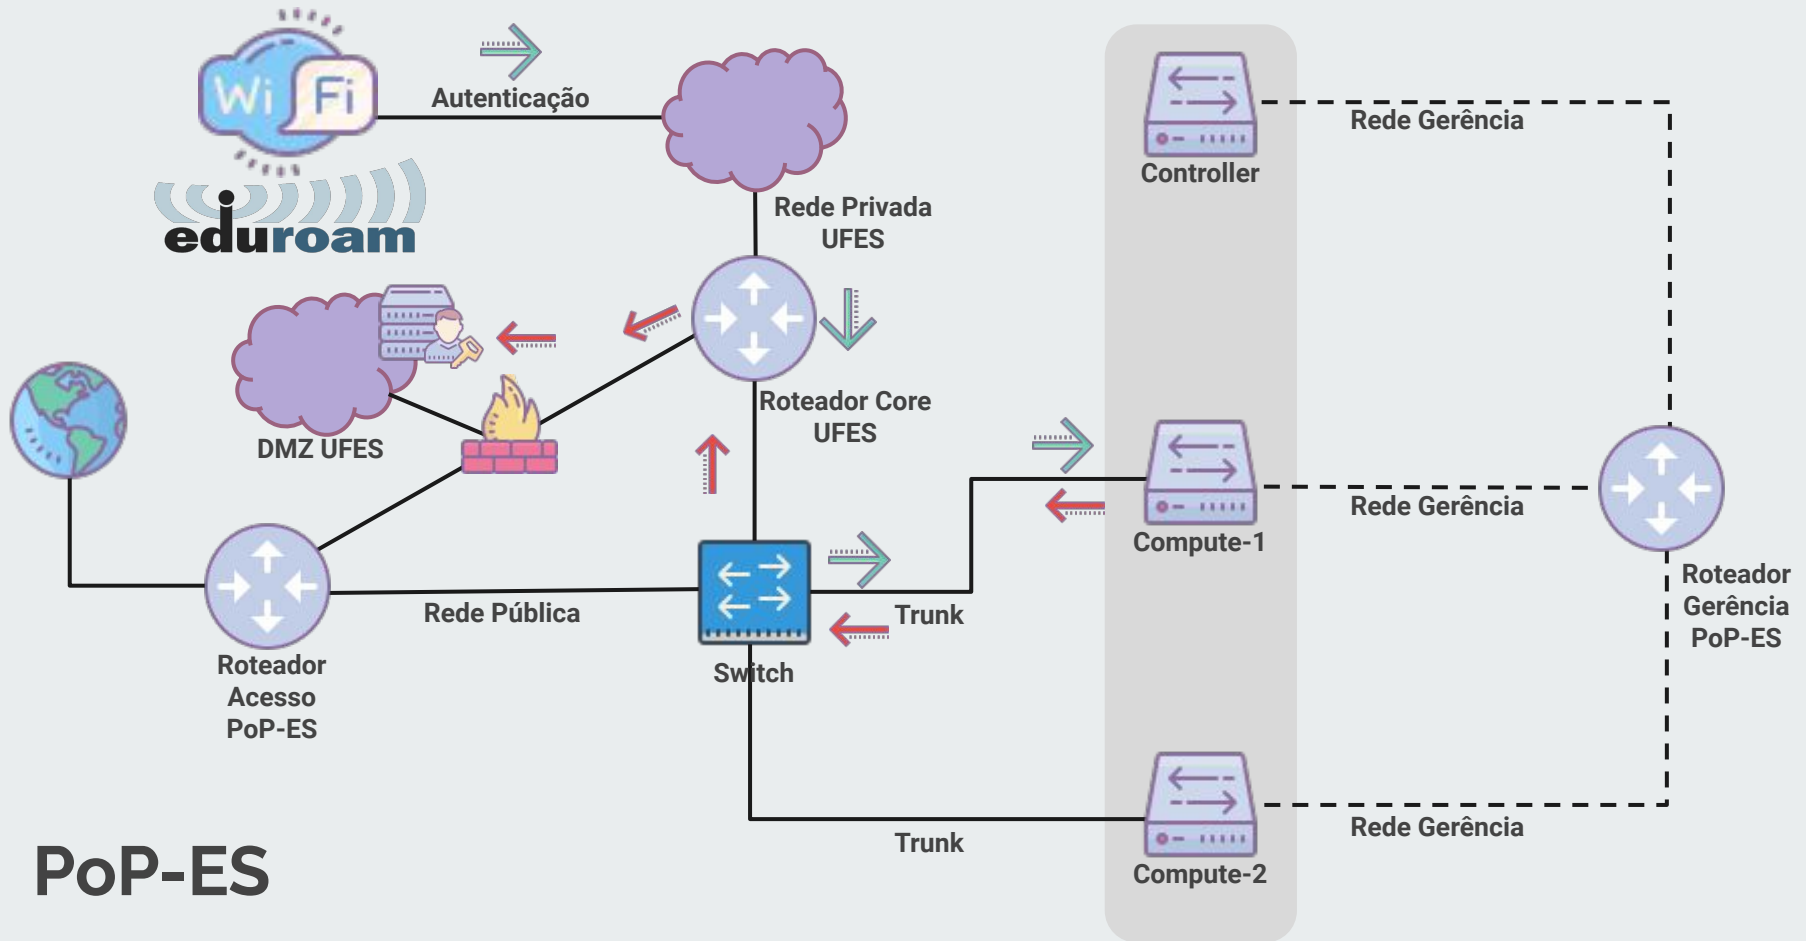 Wi Fi
Autenticação
eduroam
Rede Privada
UFES
Controller
Rede Gerência
DMZ UFES
Roteador Core
UFES
Compute-1
Rede Gerência
Roteador
Gerência
PoP-ES
Rede Pública
Trunk
Switch
Roteador
Acesso
PoP-ES
Trunk
Compute-2
Rede Gerência
PoP-ES